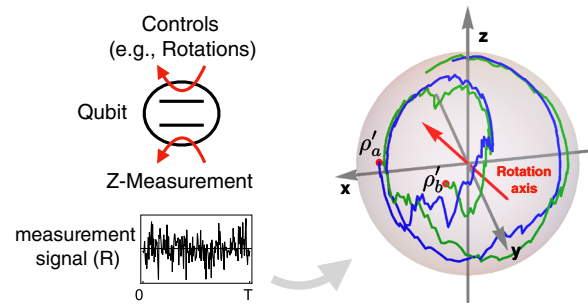 Controls
(e.g., Rotations)
Qubit
Z-Measurement
measurement
signal (R)
0 T
z
ρ′a
ρ′b
Rotation
axis
x
y